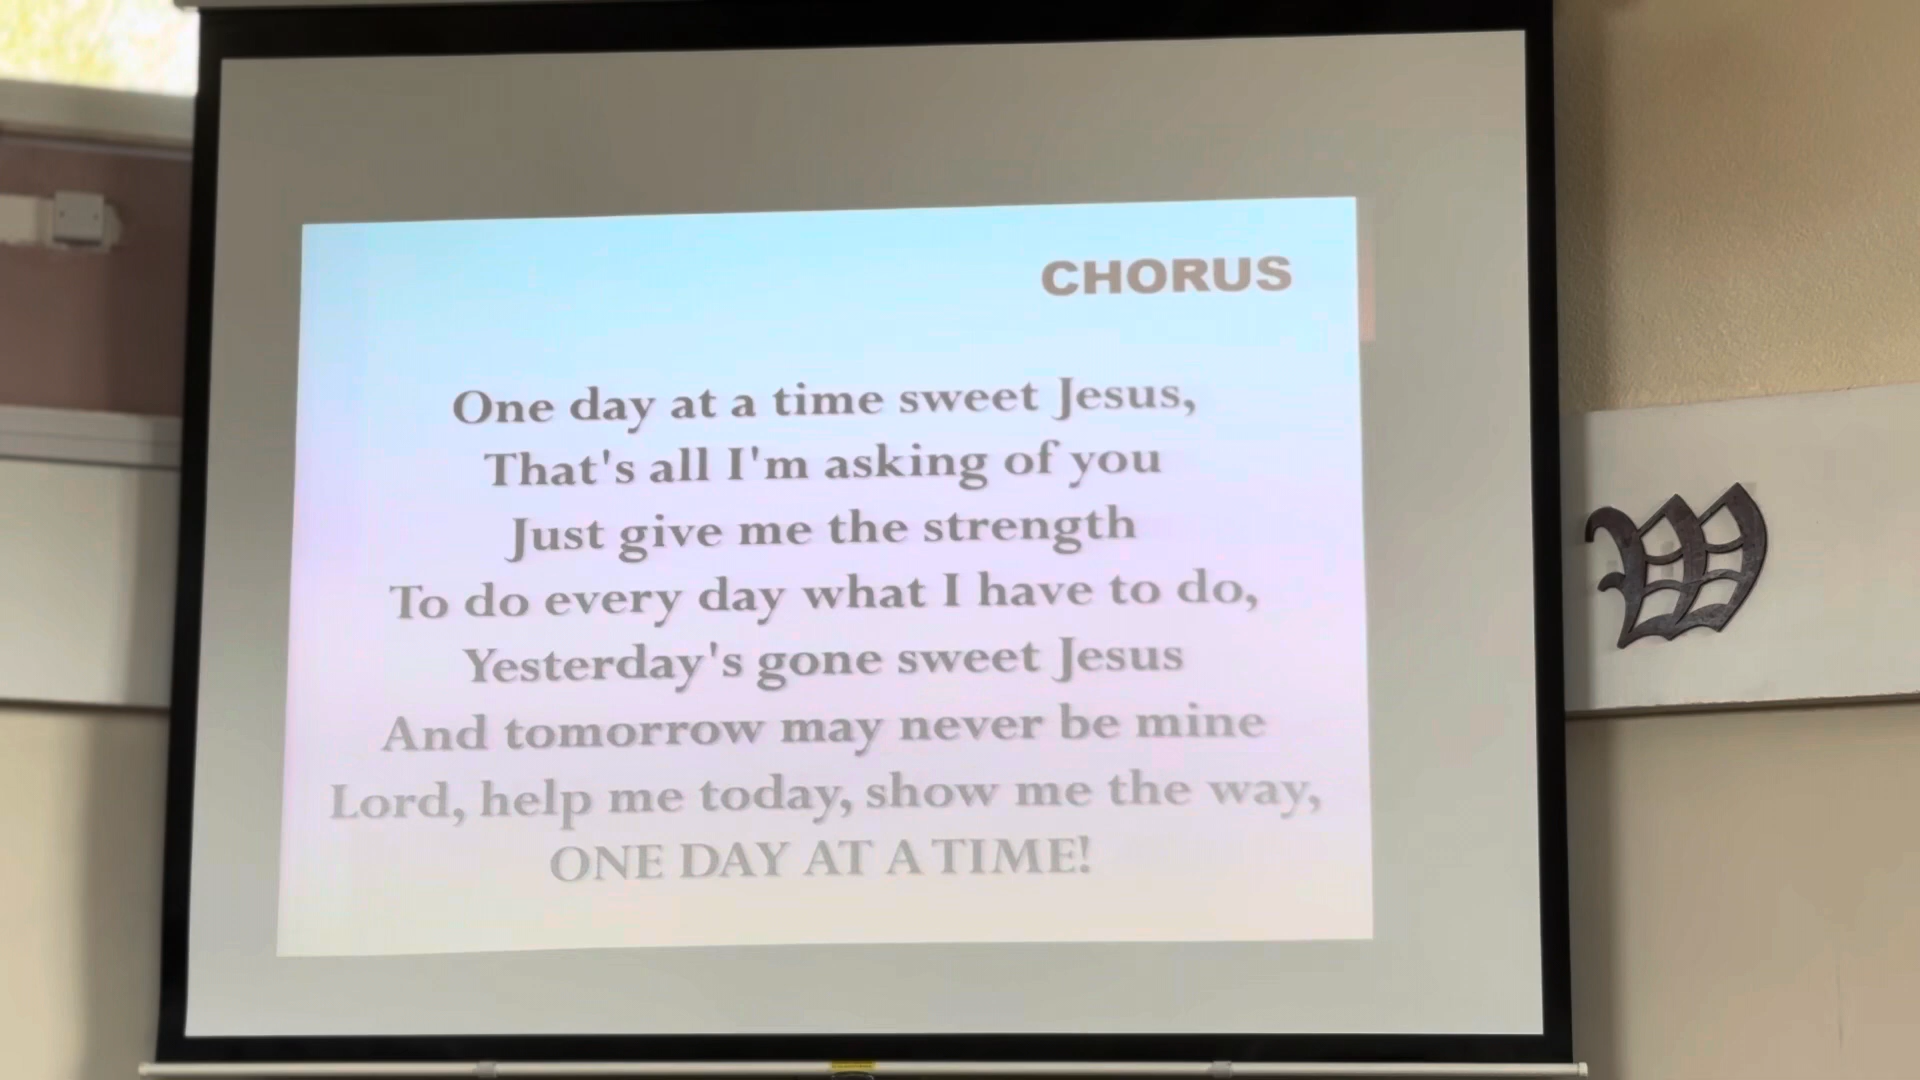 CHORUS
One day at a time sweet Jesus,
That's all I'm asking of you
Just give me the strength
To do every day what I have to do,
Yesterday's gone sweet Jesus
And tomorrow may never be mine
Lord, help me today, show me the way,
ONE DAY AT A TIME!
W